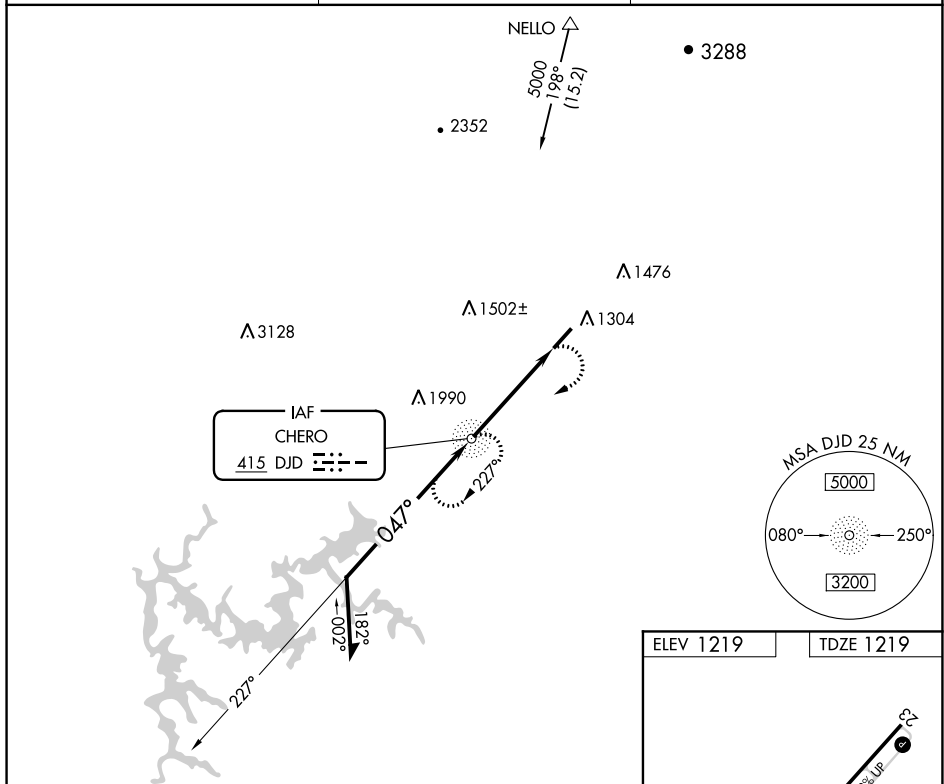 NELLO
5000
198°
(15.2)
3288
2352
1476
1502±
1304
3128
1990
IAF
CHERO
415 DJD
227°
047°
MSA DJD 25 NM
5000
080°
250°
3200
002°
182°
227°
ELEV 1219
TDZE 1219
23
% UP